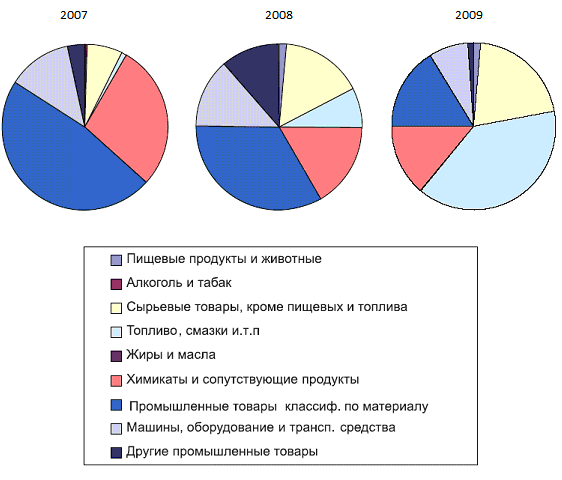 2007 2008 2009
Пищевые продукты и животные
Алкоголь и табак
Сырьевые товары, кроме пищевых и топлива
Топливо, смазки и.т.п
Жиры и масла
Химикаты и сопутствующие продукты
Промышленные товары классиф. по материалу
Машины, оборудование и трансп. средства
Другие промышленные товары